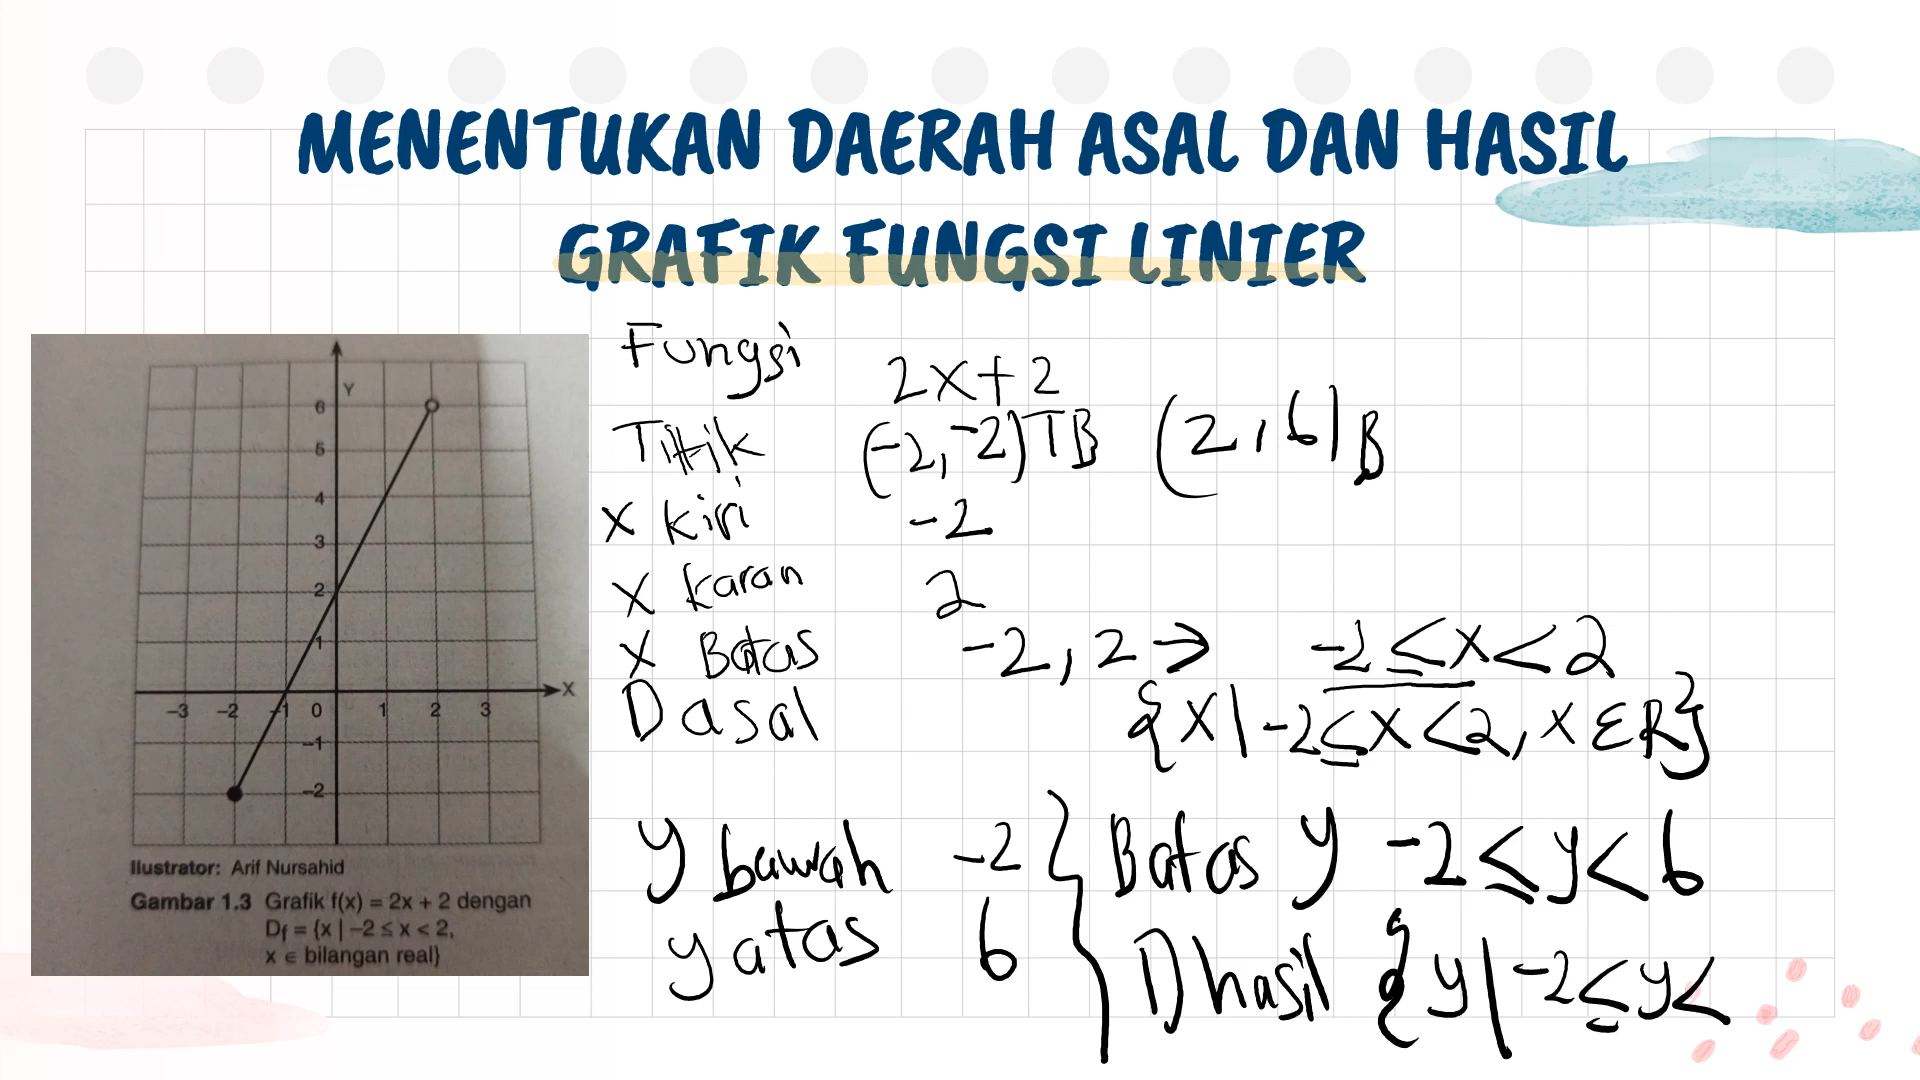 MENENTUKAN DAERAH ASAL DAN HASIL
GRAFIK FUNGSI LINIER
Y
6
5
4
3
2
1
-3 -2 -1 0 1 2 3 X
-1
-2
Ilustrator: Arif Nursahid
Gambar 1.3 Grafik f(x) = 2x + 2 dengan
Df = {x | -2 ≤ x < 2,
x ∈ bilangan real}
Fungsi 2x+2
Titik (-2,-2)TB (2,6)B
x kiri -2
x karan 2
x Batas -2,2 → -2 ≤ x < 2
Dasal {x | -2 ≤ x < 2, x ∈ R}
y bawah -2 } Batas y -2 ≤ y < 6
y atas 6 Dhasil {y | -2 ≤ y <